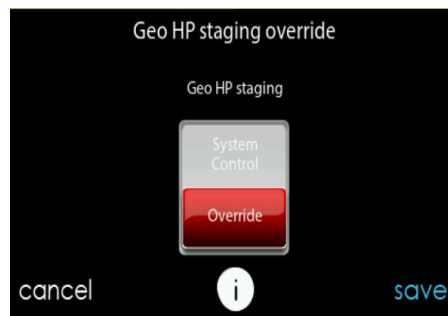 Geo HP staging override
Geo HP staging
System
Control
Override
cancel
i
save